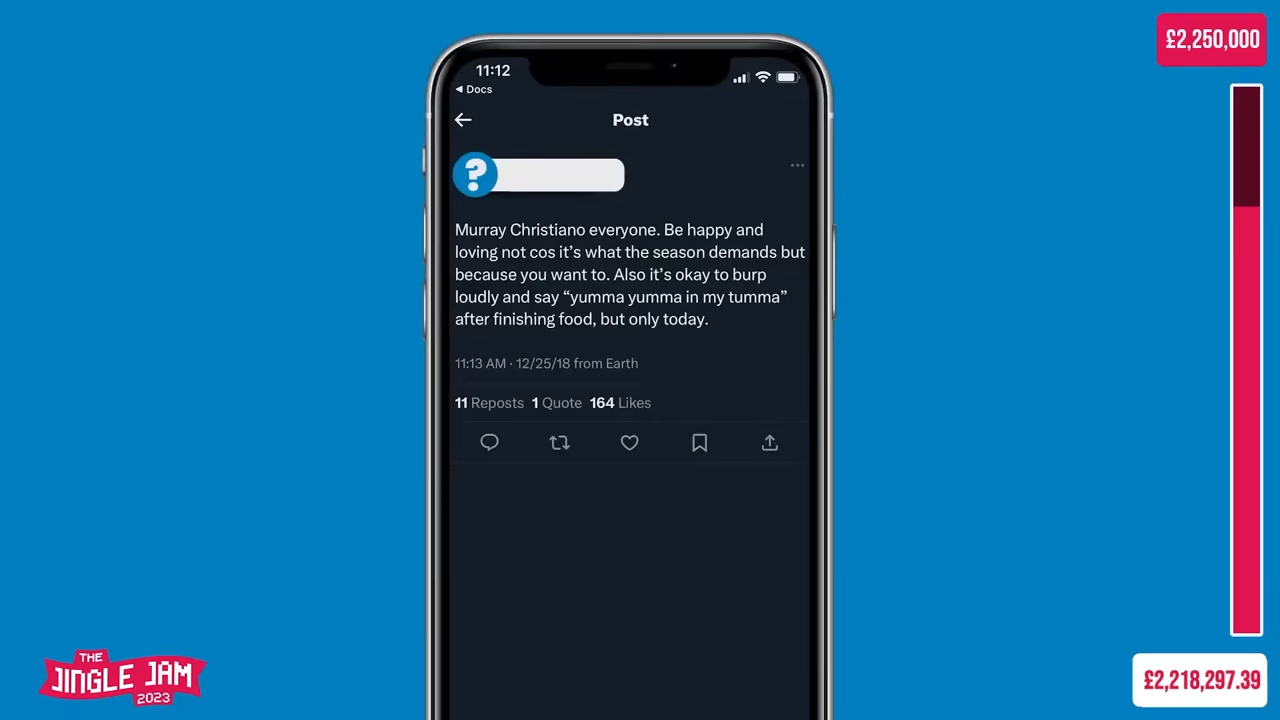 £2,250,000
11:12
Docs
Post
?
Murray Christiano everyone. Be happy and
loving not cos it’s what the season demands but
because you want to. Also it’s okay to burp
loudly and say “yumma yumma in my tumma”
after finishing food, but only today.
11:13 AM · 12/25/18 from Earth
11 Reposts 1 Quote 164 Likes
THE
JINGLE JAM
2023
£2,218,297.39